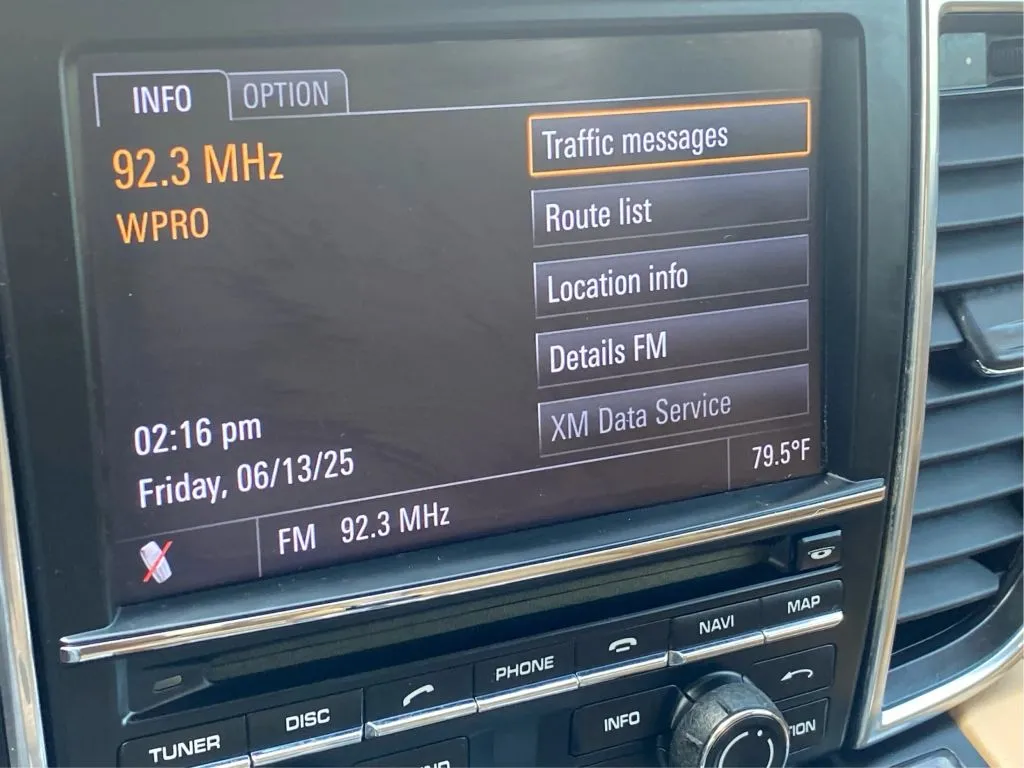 INFO
OPTION
92.3 MHz
WPRO
Traffic messages
Route list
Location info
Details FM
XM Data Service
02:16 pm
Friday, 06/13/25
79.5°F
FM 92.3 MHz
MAP
NAVI
PHONE
DISC
TUNER
INFO